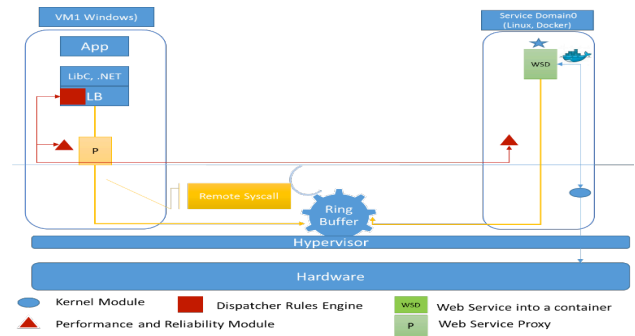 VM1 Windows)
Service Domain0
(Linux, Docker)
App
LibC, .NET
LB
P
WSD
Remote Syscall
Ring
Buffer
Hypervisor
Hardware
Kernel Module
Dispatcher Rules Engine
WSD
Web Service into a container
Performance and Reliability Module
P
Web Service Proxy